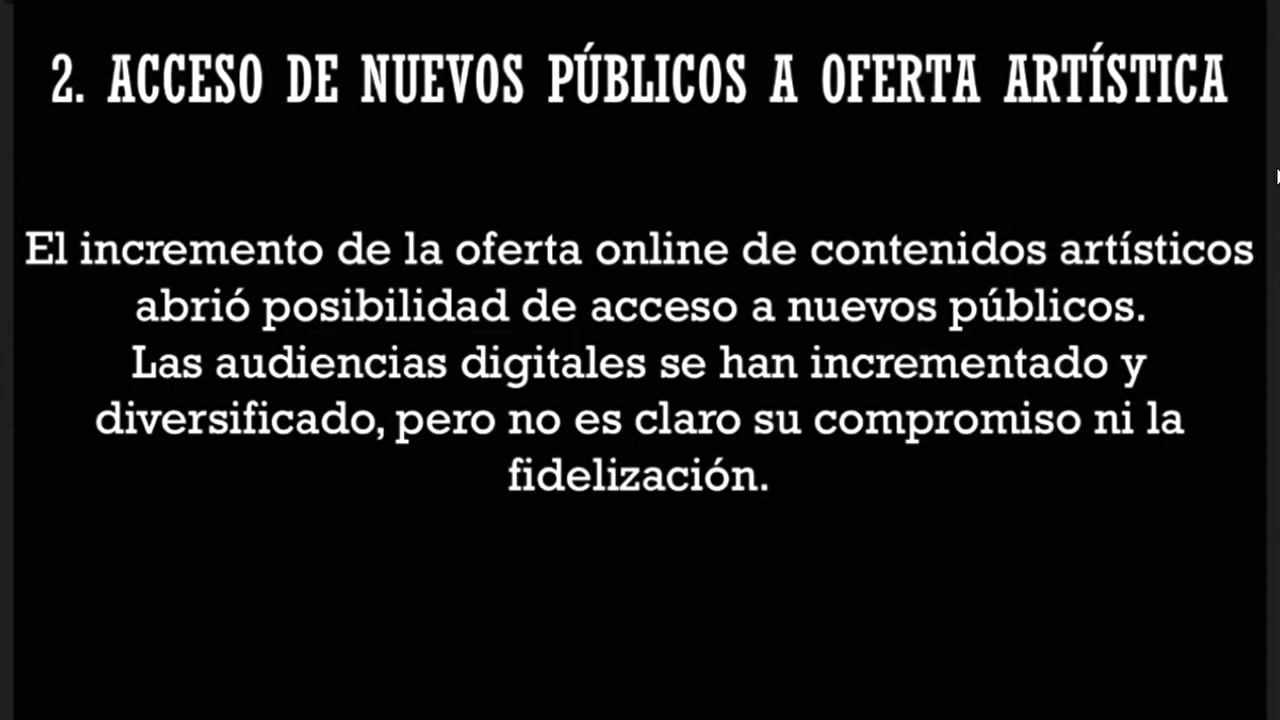 2. ACCESO DE NUEVOS PÚBLICOS A OFERTA ARTÍSTICA
El incremento de la oferta online de contenidos artísticos
abrió posibilidad de acceso a nuevos públicos.
Las audiencias digitales se han incrementado y
diversificado, pero no es claro su compromiso ni la
fidelización.